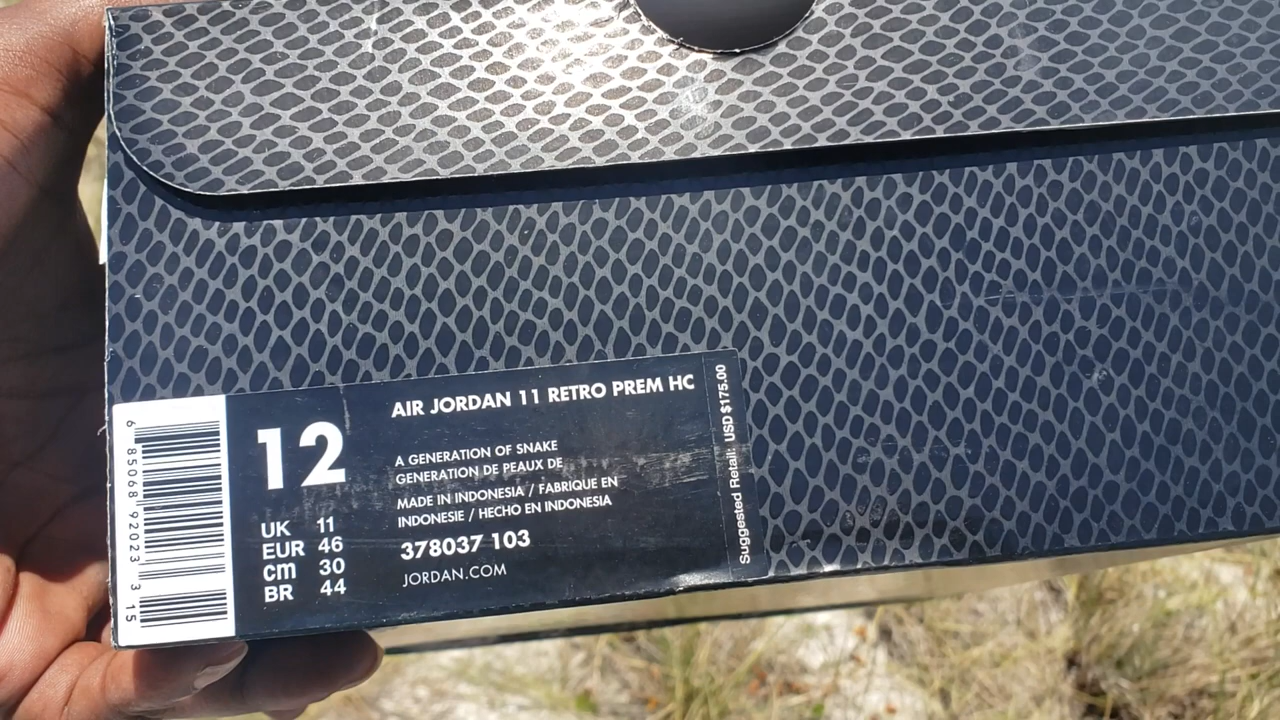 AIR JORDAN 11 RETRO PREM HC
12
A GENERATION OF SNAKE
GENERATION DE PEAUX DE
MADE IN INDONESIA / FABRIQUE EN
INDONESIE / HECHO EN INDONESIA
378037 103
JORDAN.COM
UK 11
EUR 46
cm 30
BR 44
6 85068 92023 3 15
Suggested Retail: USD $175.00